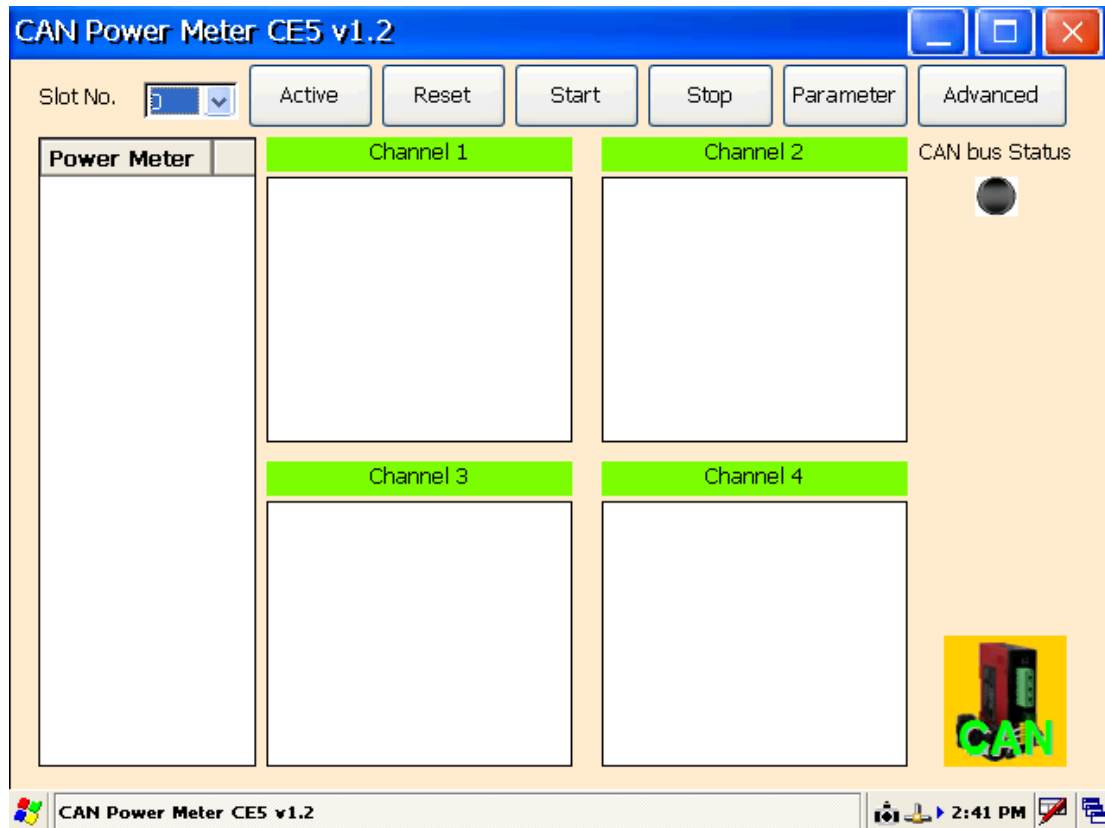 CAN Power Meter CE5 v1.2
Slot No.
Active Reset Start Stop Parameter Advanced
Power Meter
Channel 1 Channel 2 CAN bus Status
Channel 3 Channel 4
CAN
CAN Power Meter CE5 v1.2 2:41 PM